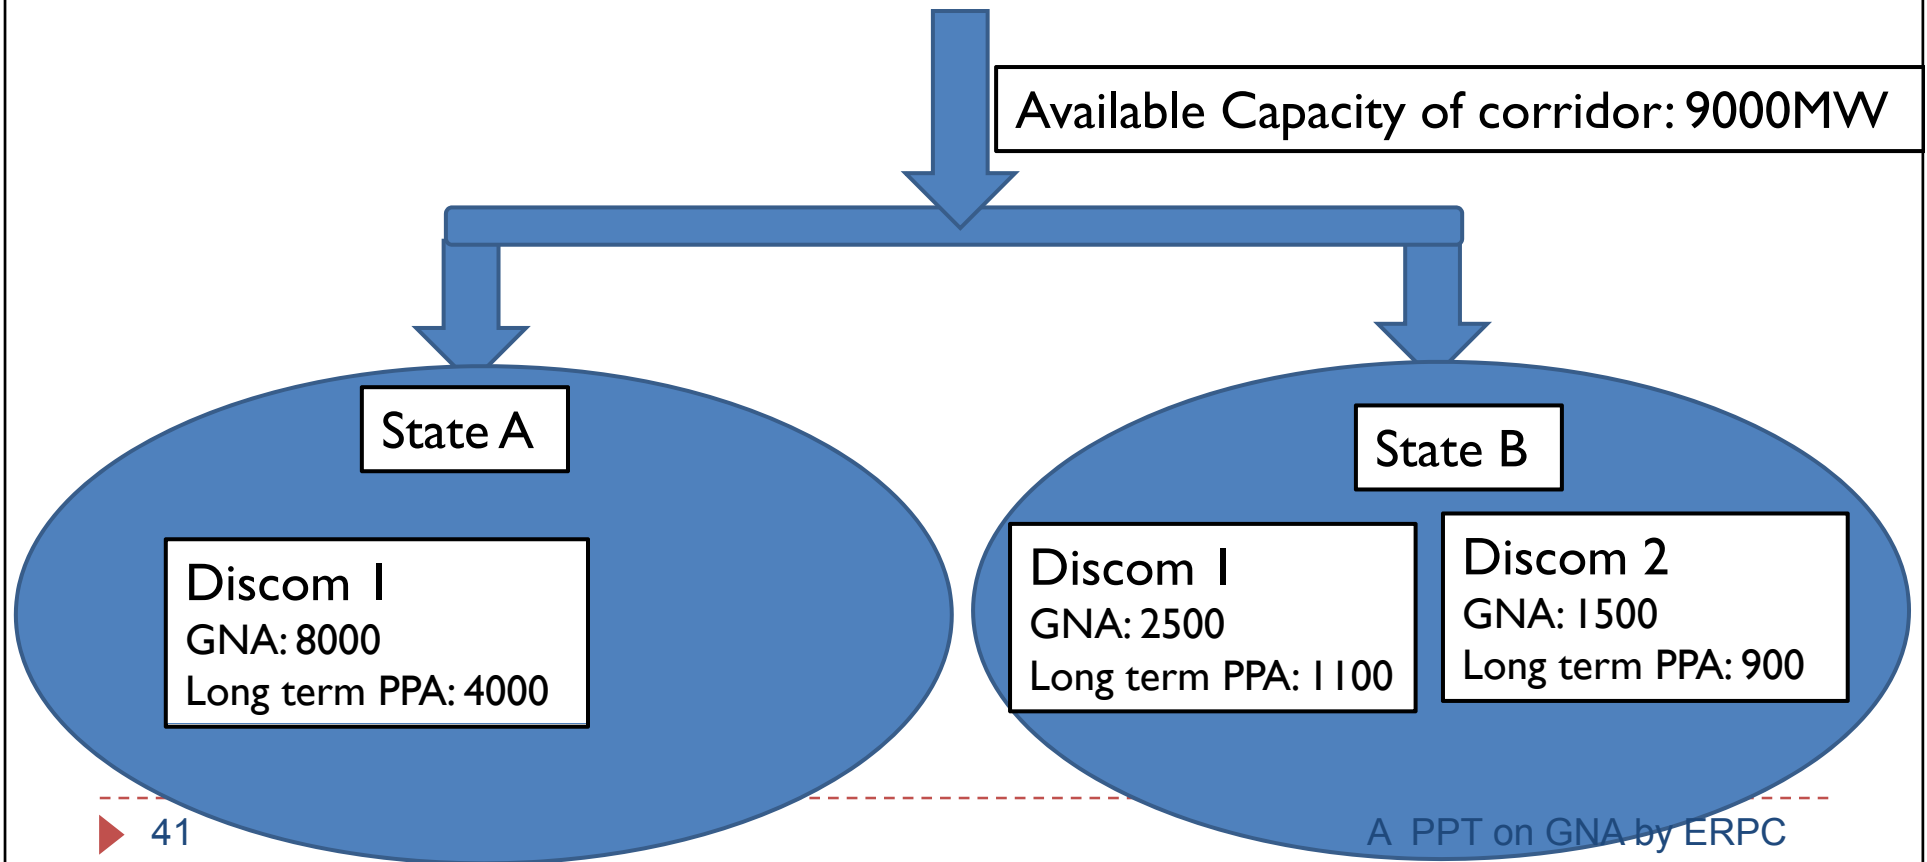 Available Capacity of corridor: 9000MW
State A
State B
Discom 1
GNA: 8000
Long term PPA: 4000
Discom 1
GNA: 2500
Long term PPA: 1100
Discom 2
GNA: 1500
Long term PPA: 900
41
A PPT on GNA by ERPC